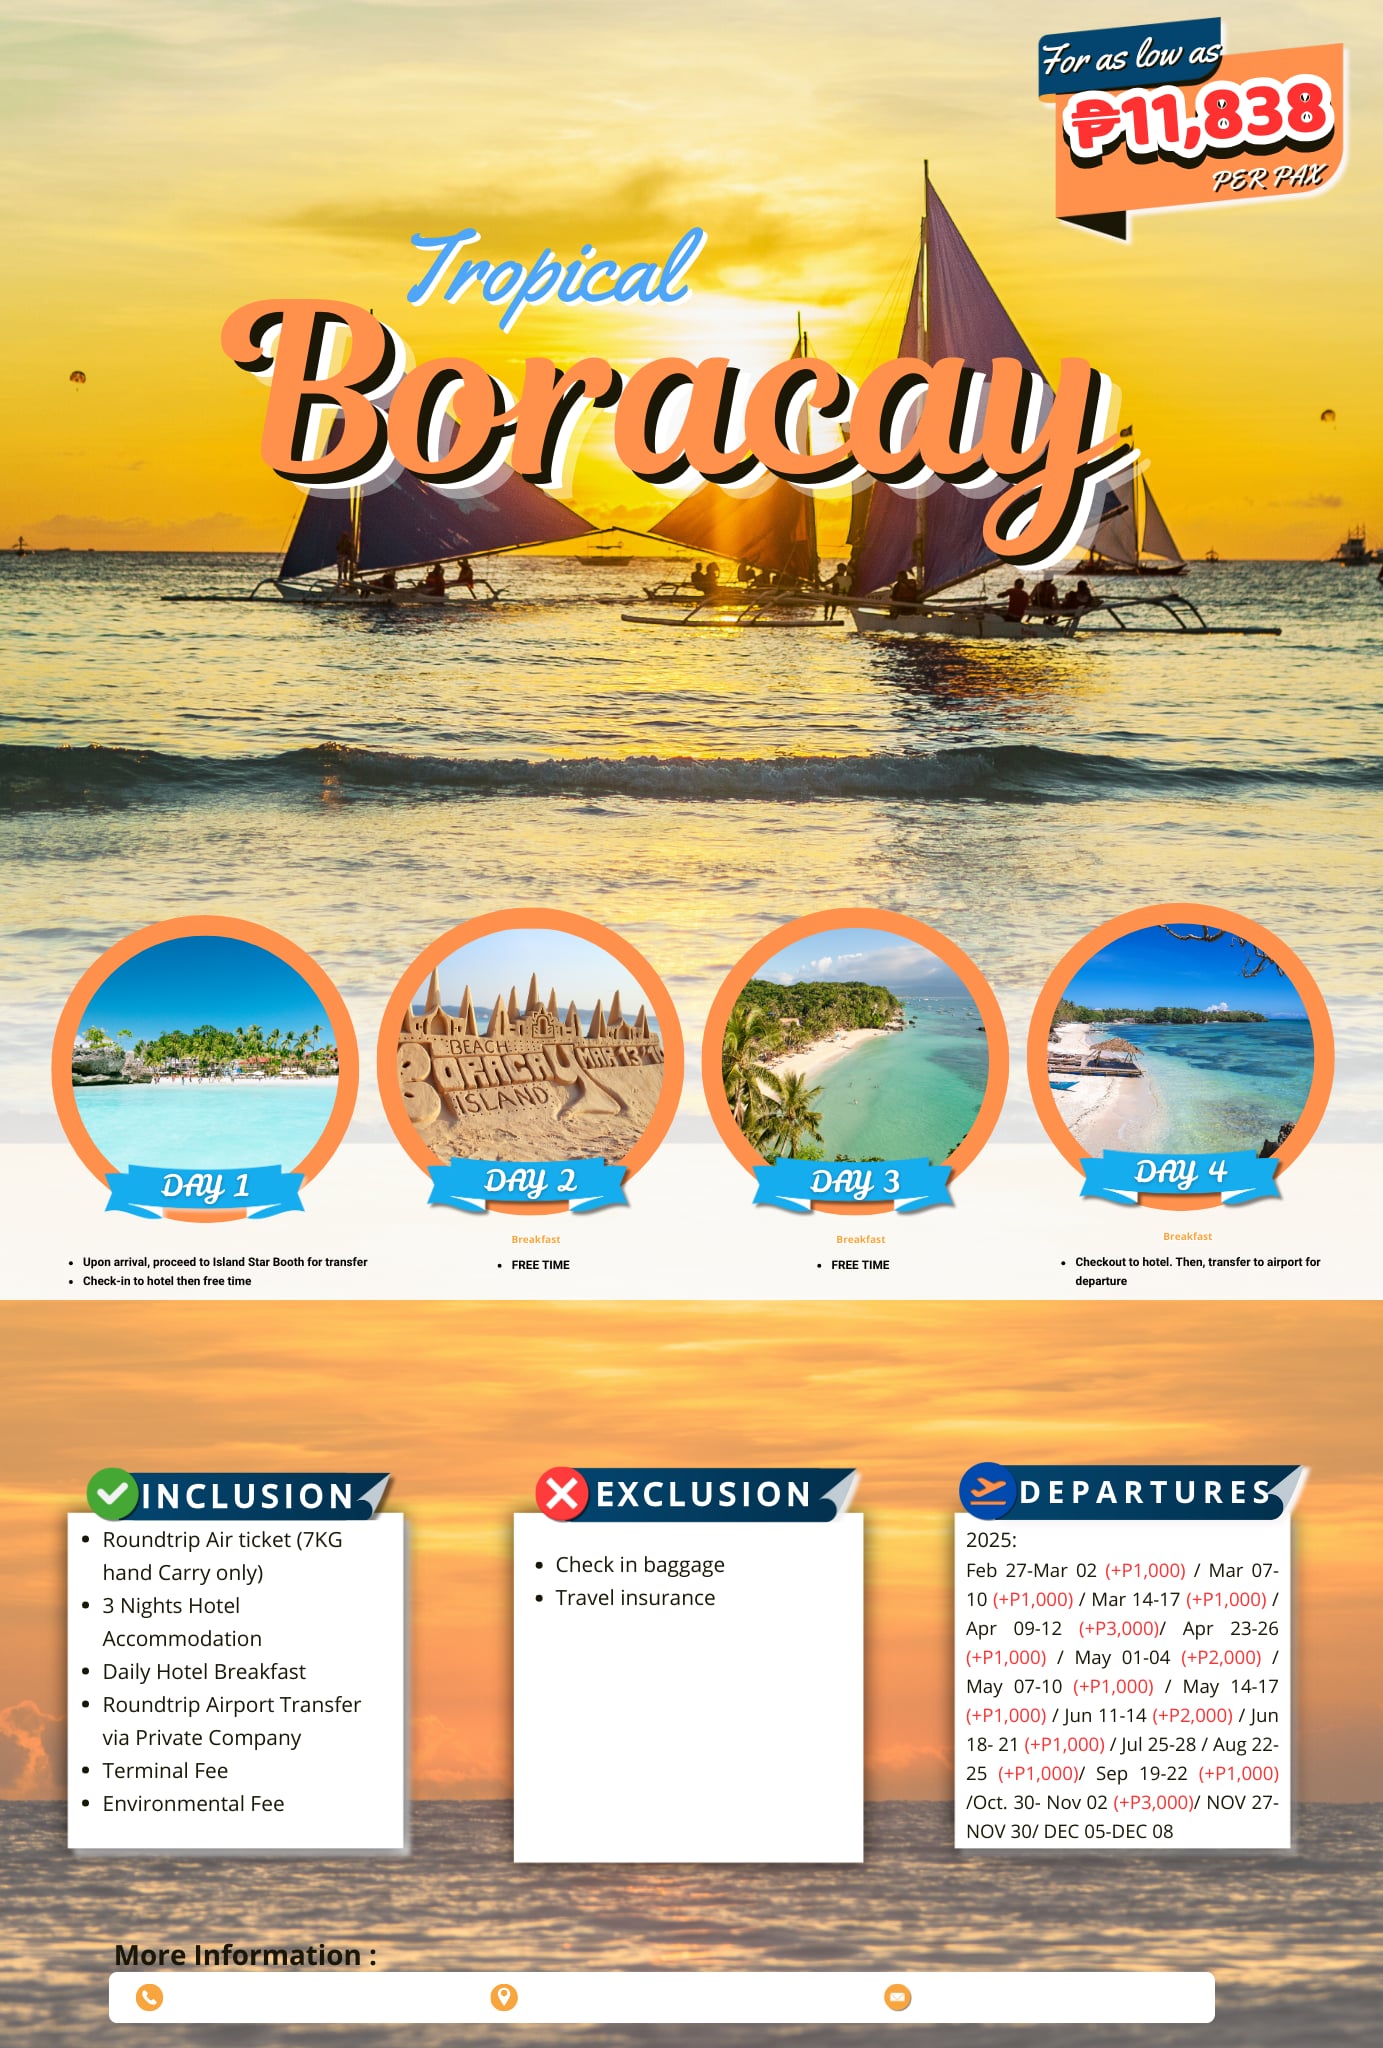 For as low as
₱11,838
PER PAX
Tropical
Boracay
BEACH
BORACAY
ISLAND
DAY 1
DAY 2
DAY 3
DAY 4
• Upon arrival, proceed to Island Star Booth for transfer
• Check-in to hotel then free time
Breakfast
• FREE TIME
Breakfast
• FREE TIME
Breakfast
• Checkout to hotel. Then, transfer to airport for
departure
INCLUSION
• Roundtrip Air ticket (7KG
hand Carry only)
• 3 Nights Hotel
Accommodation
• Daily Hotel Breakfast
• Roundtrip Airport Transfer
via Private Company
• Terminal Fee
• Environmental Fee
EXCLUSION
• Check in baggage
• Travel insurance
DEPARTURES
2025:
Feb 27-Mar 02 (+P1,000) / Mar 07-
10 (+P1,000) / Mar 14-17 (+P1,000) /
Apr 09-12 (+P3,000)/ Apr 23-26
(+P1,000) / May 01-04 (+P2,000) /
May 07-10 (+P1,000) / May 14-17
(+P1,000) / Jun 11-14 (+P2,000) / Jun
18- 21 (+P1,000) / Jul 25-28 / Aug 22-
25 (+P1,000)/ Sep 19-22 (+P1,000)
/Oct. 30- Nov 02 (+P3,000)/ NOV 27-
NOV 30/ DEC 05-DEC 08
More Information :